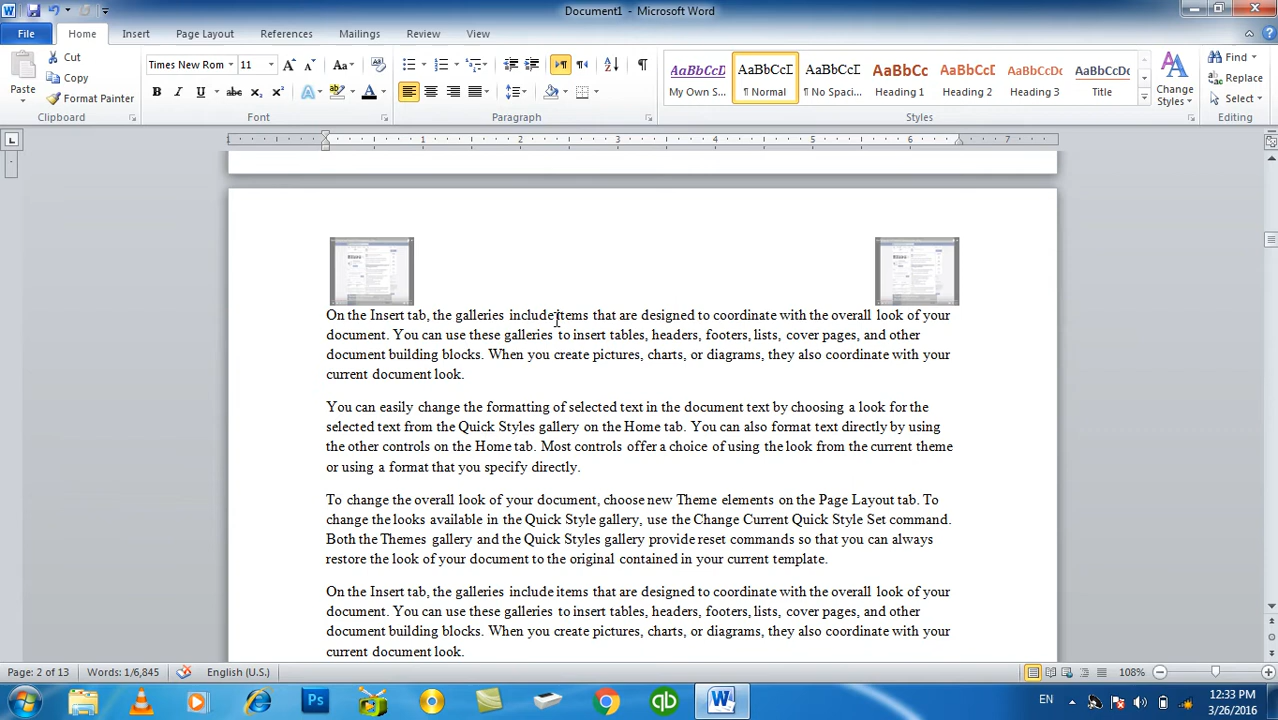 Document1 - Microsoft Word
File Home Insert Page Layout References Mailings Review View
Cut
Copy
Format Painter
Paste
Clipboard
Times New Rom 11
Font
Paragraph
AaBbCcD AaBbCcDc AaBbCcDc AaBbCc AaBbCcD AaBbCcDc AaBbCcDc
My Own S... ¶ Normal ¶ No Spaci... Heading 1 Heading 2 Heading 3 Title
Change
Styles
Styles
Find
Replace
Select
Editing
1 1 2 3 4 5 6 7
On the Insert tab, the galleries include items that are designed to coordinate with the overall look of your
document. You can use these galleries to insert tables, headers, footers, lists, cover pages, and other
document building blocks. When you create pictures, charts, or diagrams, they also coordinate with your
current document look.
You can easily change the formatting of selected text in the document text by choosing a look for the
selected text from the Quick Styles gallery on the Home tab. You can also format text directly by using
the other controls on the Home tab. Most controls offer a choice of using the look from the current theme
or using a format that you specify directly.
To change the overall look of your document, choose new Theme elements on the Page Layout tab. To
change the looks available in the Quick Style gallery, use the Change Current Quick Style Set command.
Both the Themes gallery and the Quick Styles gallery provide reset commands so that you can always
restore the look of your document to the original contained in your current template.
On the Insert tab, the galleries include items that are designed to coordinate with the overall look of your
document. You can use these galleries to insert tables, headers, footers, lists, cover pages, and other
document building blocks. When you create pictures, charts, or diagrams, they also coordinate with your
current document look.
Page: 2 of 13 Words: 1/6,845 English (U.S.) 108%
EN 12:33 PM
3/26/2016